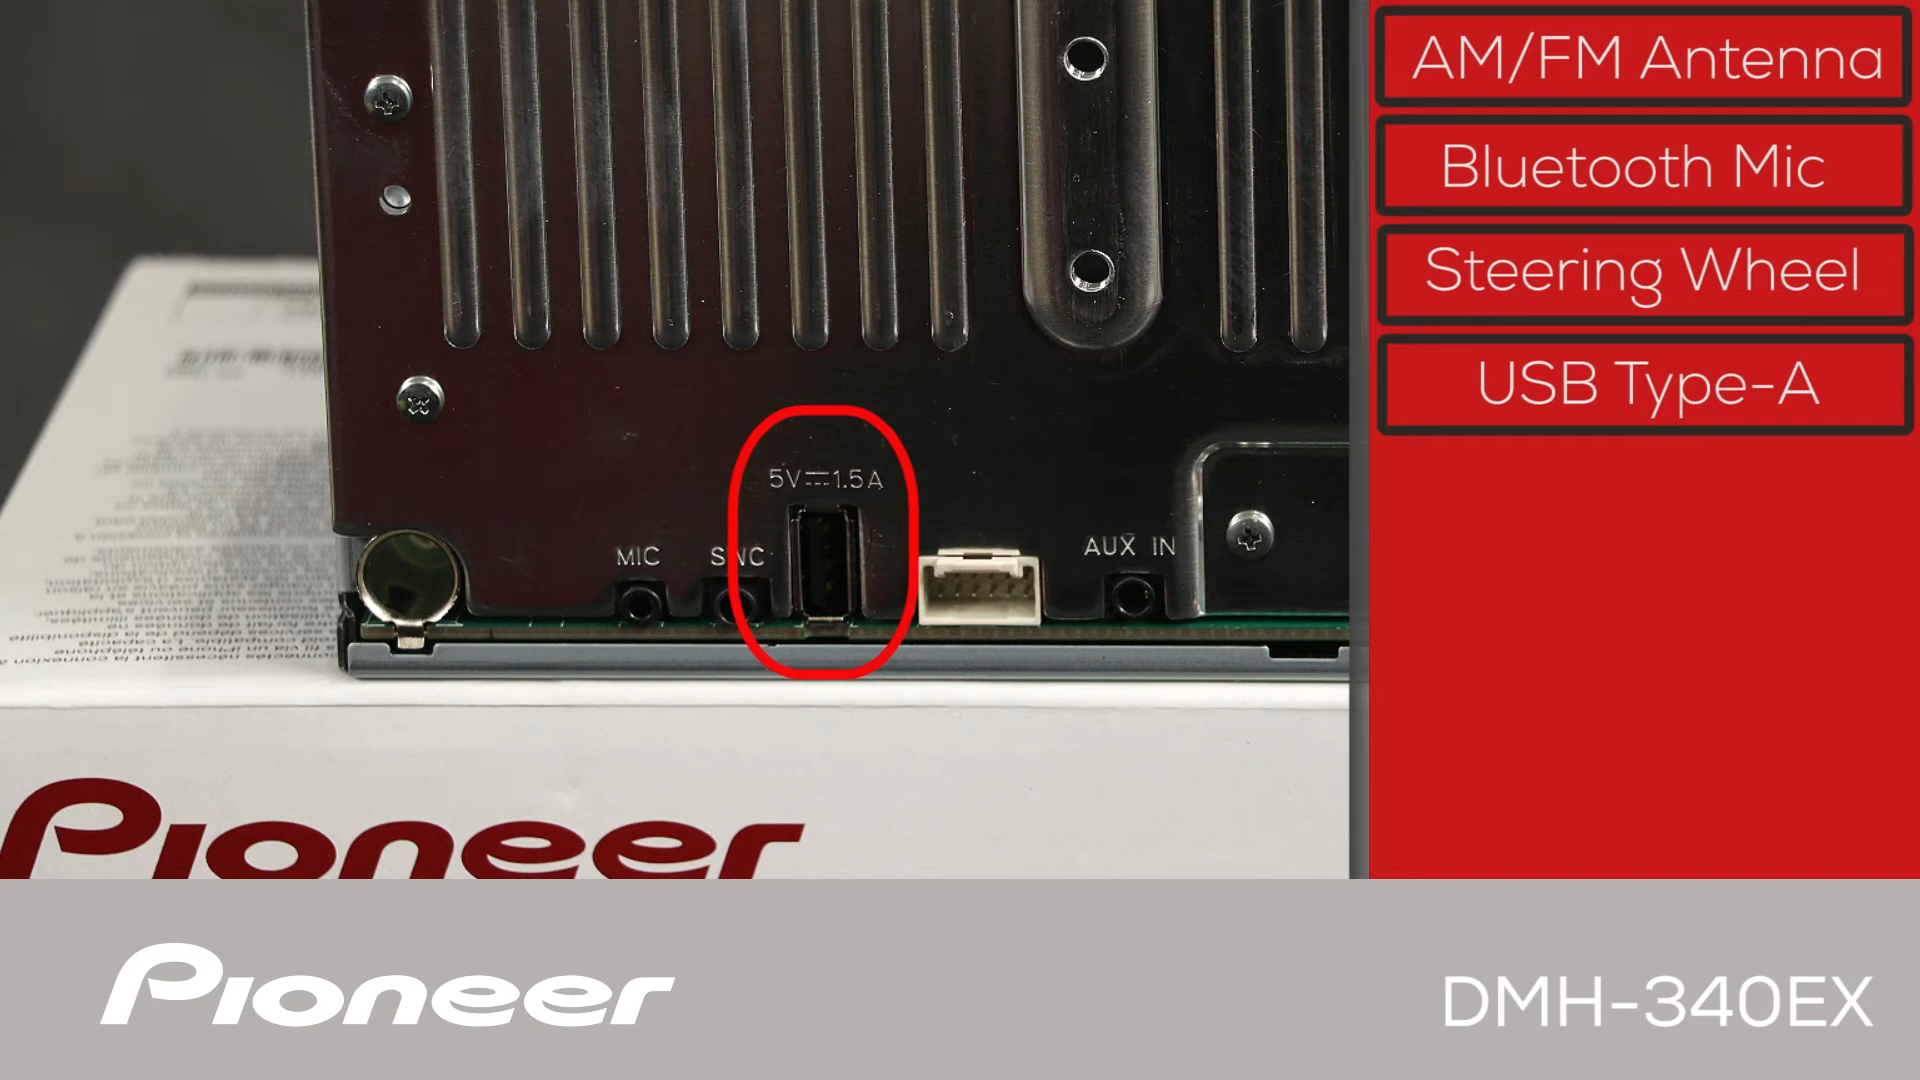 AM/FM Antenna
Bluetooth Mic
Steering Wheel
USB Type-A
5V⎓1.5A
MIC
SWC
AUX IN
Pioneer
Pioneer
DMH-340EX